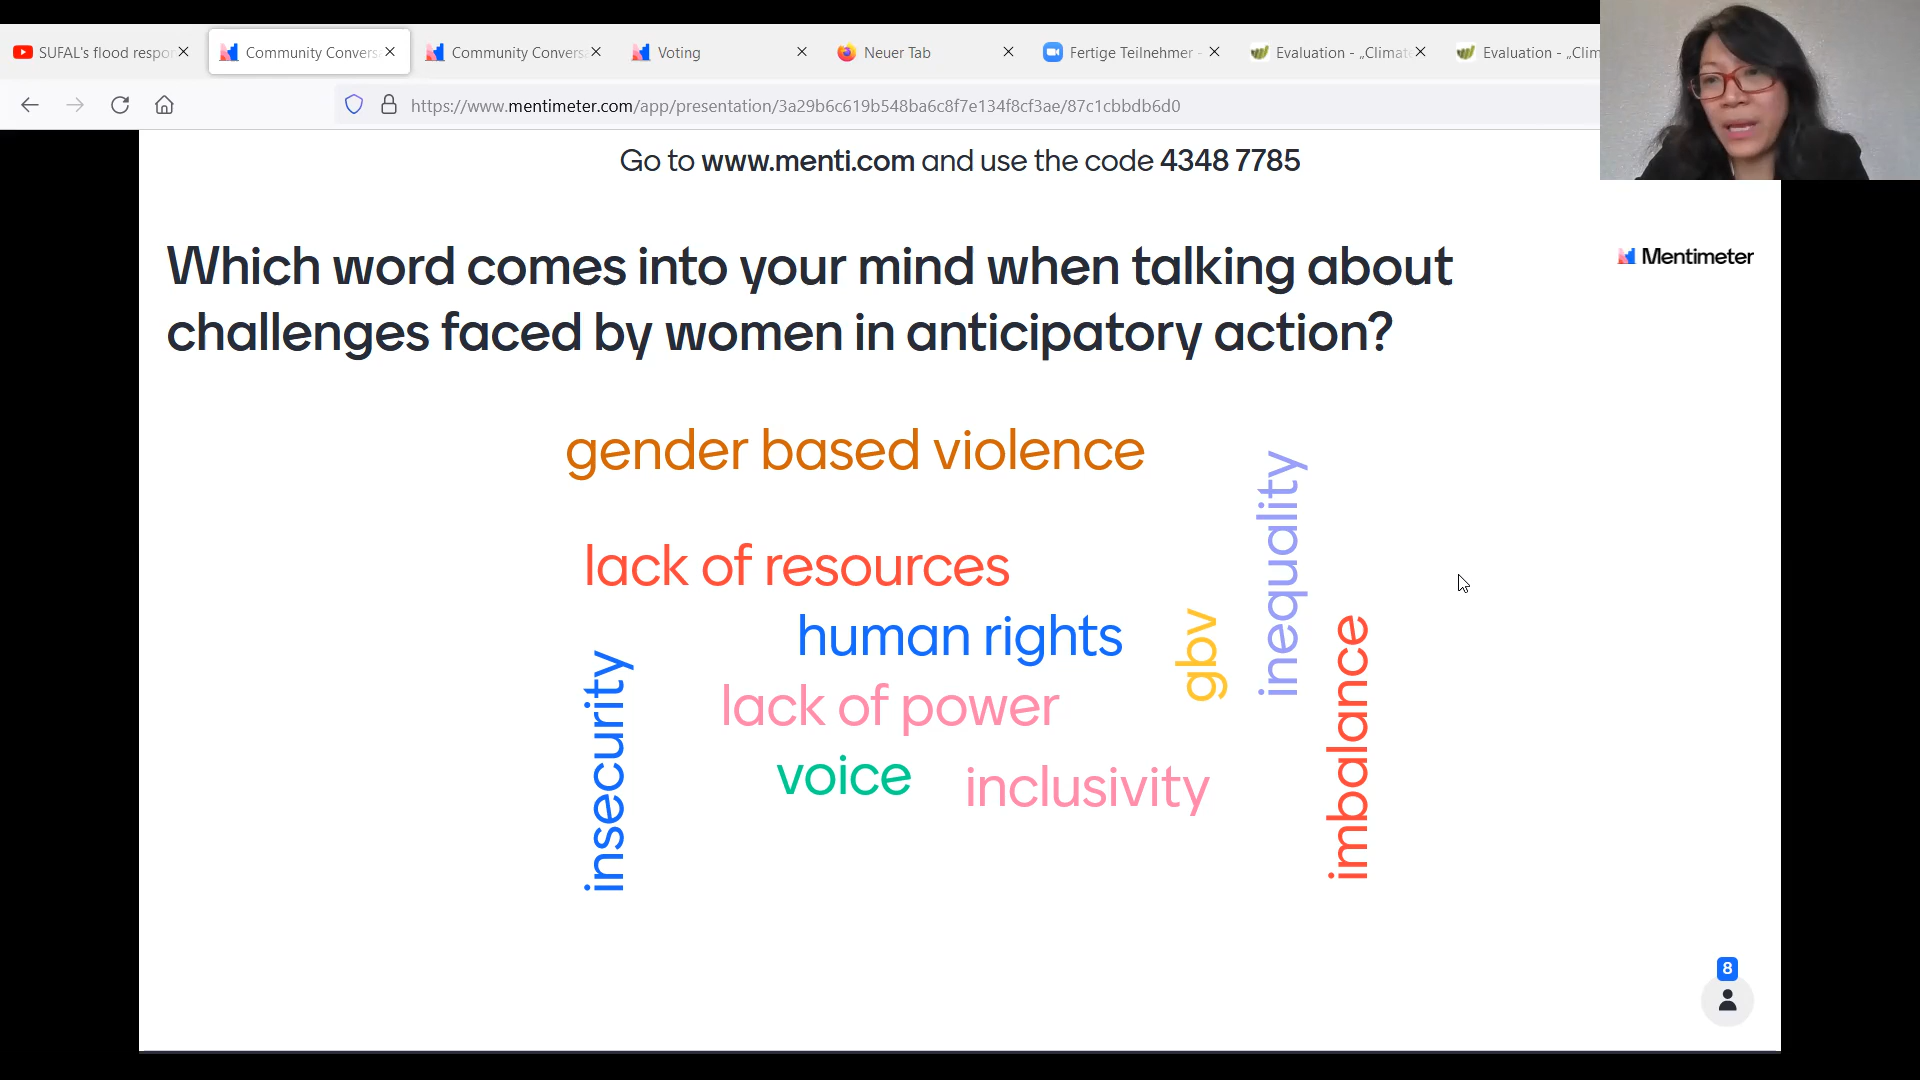 SUFAL's flood respon
Community Convers
Community Convers
Voting
Neuer Tab
Fertige Teilnehmer -
Evaluation - „Climate
Evaluation - „Clim
https://www.mentimeter.com/app/presentation/3a29b6c619b548ba6c8f7e134f8cf3ae/87c1cbbdb6d0
Go to www.menti.com and use the code 4348 7785
Which word comes into your mind when talking about
challenges faced by women in anticipatory action?
Mentimeter
gender based violence
inequality
lack of resources
human rights
gbv
imbalance
insecurity
lack of power
voice
inclusivity
8